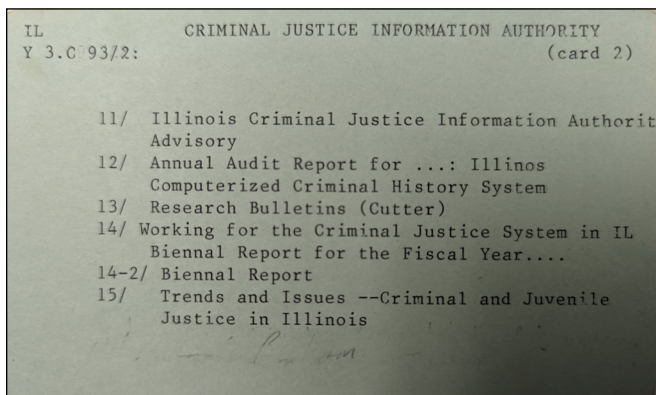 IL CRIMINAL JUSTICE INFORMATION AUTHORITY
Y 3.C 93/2: (card 2)
11/ Illinois Criminal Justice Information Authorit
Advisory
12/ Annual Audit Report for ...: Illinos
Computerized Criminal History System
13/ Research Bulletins (Cutter)
14/ Working for the Criminal Justice System in IL
Biennal Report for the Fiscal Year....
14-2/ Biennal Report
15/ Trends and Issues --Criminal and Juvenile
Justice in Illinois